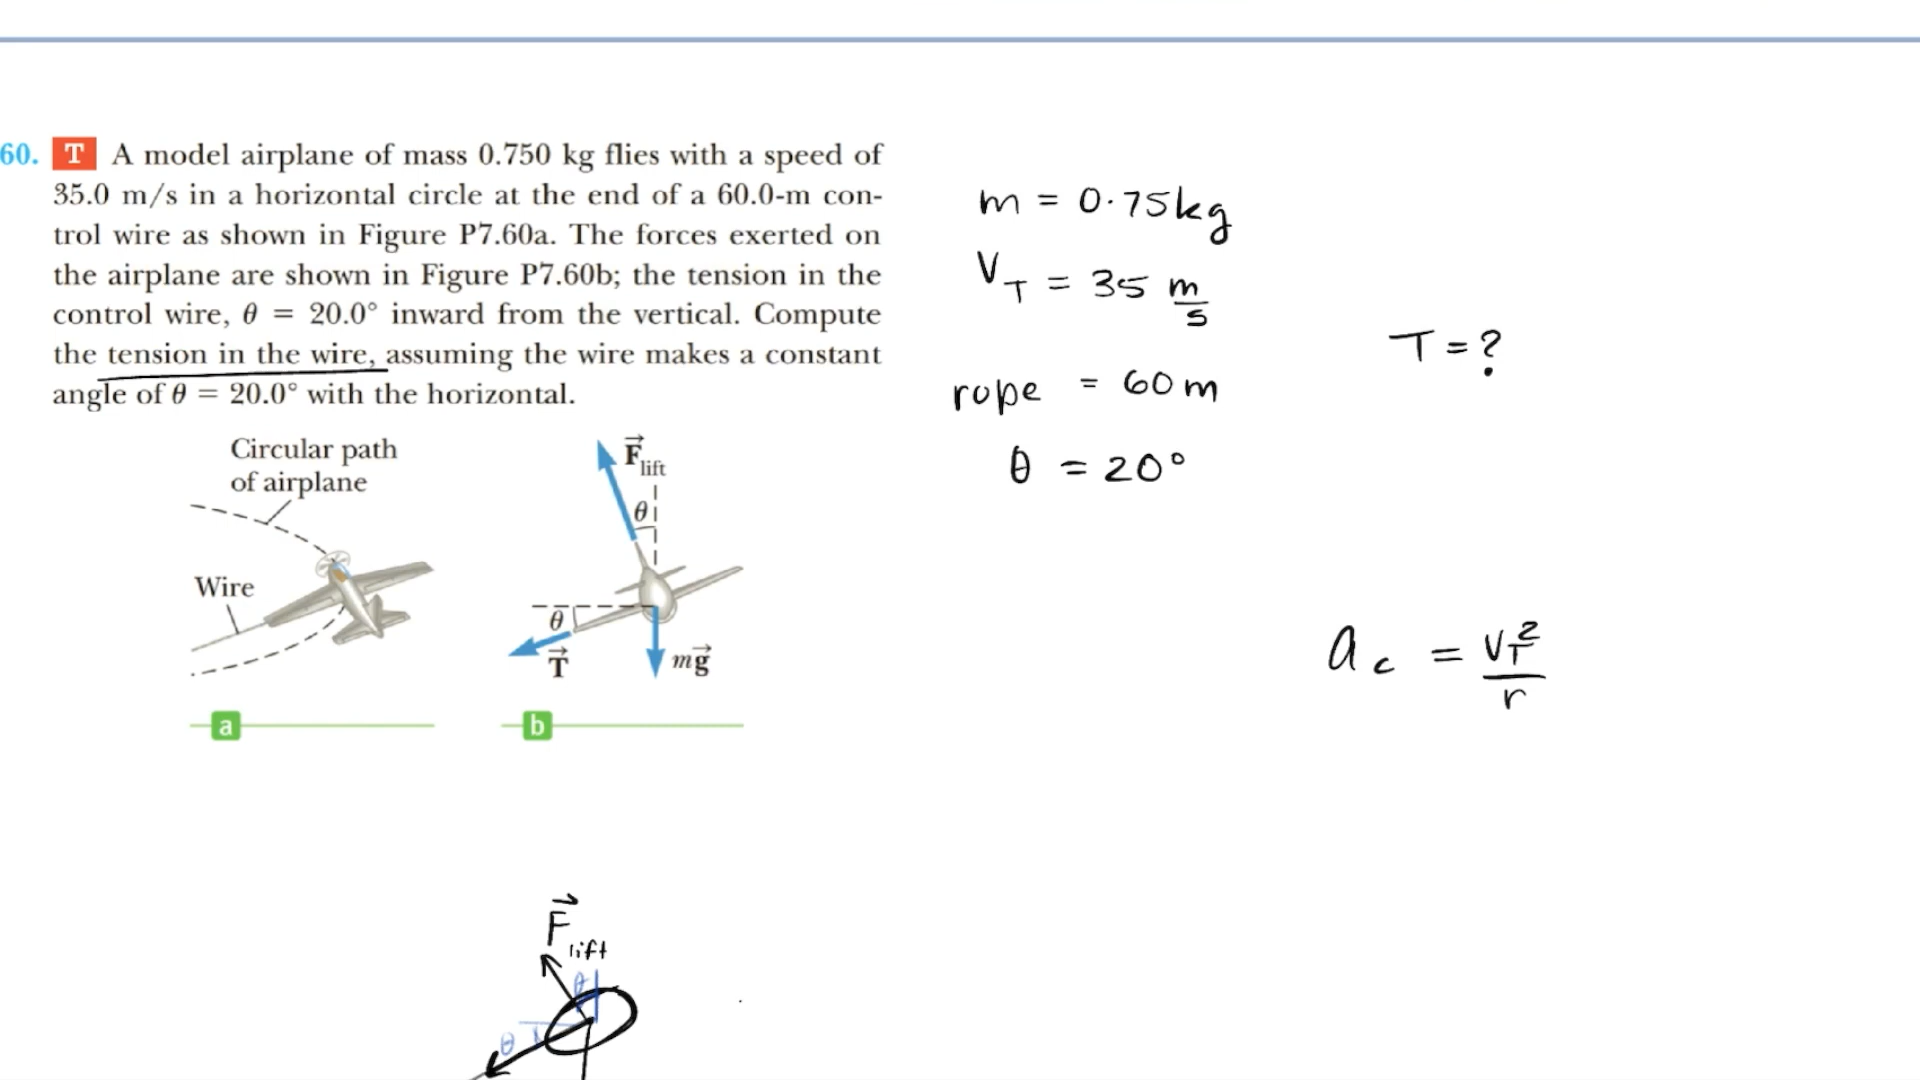 60. T A model airplane of mass 0.750 kg flies with a speed of
35.0 m/s in a horizontal circle at the end of a 60.0-m con-
trol wire as shown in Figure P7.60a. The forces exerted on
the airplane are shown in Figure P7.60b; the tension in the
control wire, θ = 20.0° inward from the vertical. Compute
the tension in the wire, assuming the wire makes a constant
angle of θ = 20.0° with the horizontal.
Circular path
of airplane
Wire
a
F⃗ lift
θ
θ
T⃗
mg⃗
b
m = 0.75kg
V_T = 35 m/s
rope = 60m
θ = 20°
T = ?
a_c = v_T²/r
F⃗ lift
θ
θ